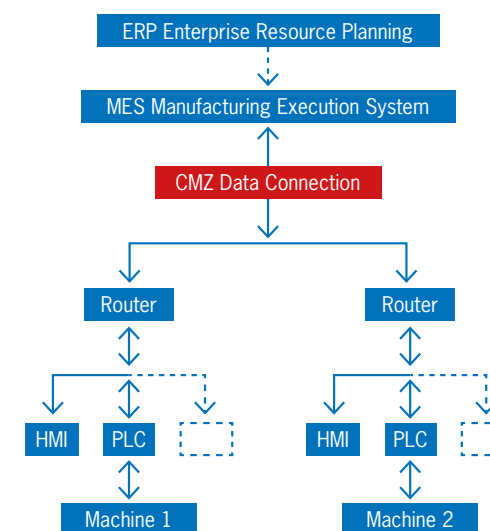 ERP Enterprise Resource Planning
MES Manufacturing Execution System
CMZ Data Connection
Router
Router
HMI
PLC
HMI
PLC
Machine 1
Machine 2